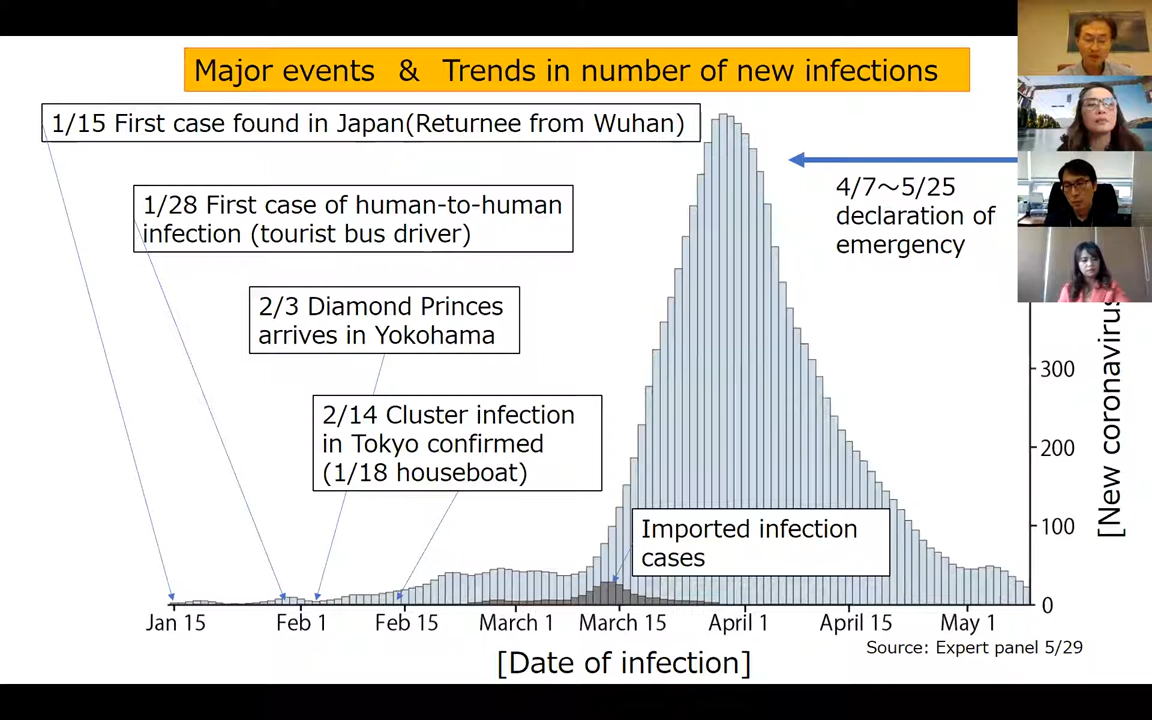 Major events & Trends in number of new infections
1/15 First case found in Japan(Returnee from Wuhan)
1/28 First case of human-to-human
infection (tourist bus driver)
2/3 Diamond Princes
arrives in Yokohama
2/14 Cluster infection
in Tokyo confirmed
(1/18 houseboat)
4/7～5/25
declaration of
emergency
Imported infection
cases
300
200
100
0
[New coronavirus
Jan 15 Feb 1 Feb 15 March 1 March 15 April 1 April 15 May 1
Source: Expert panel 5/29
[Date of infection]